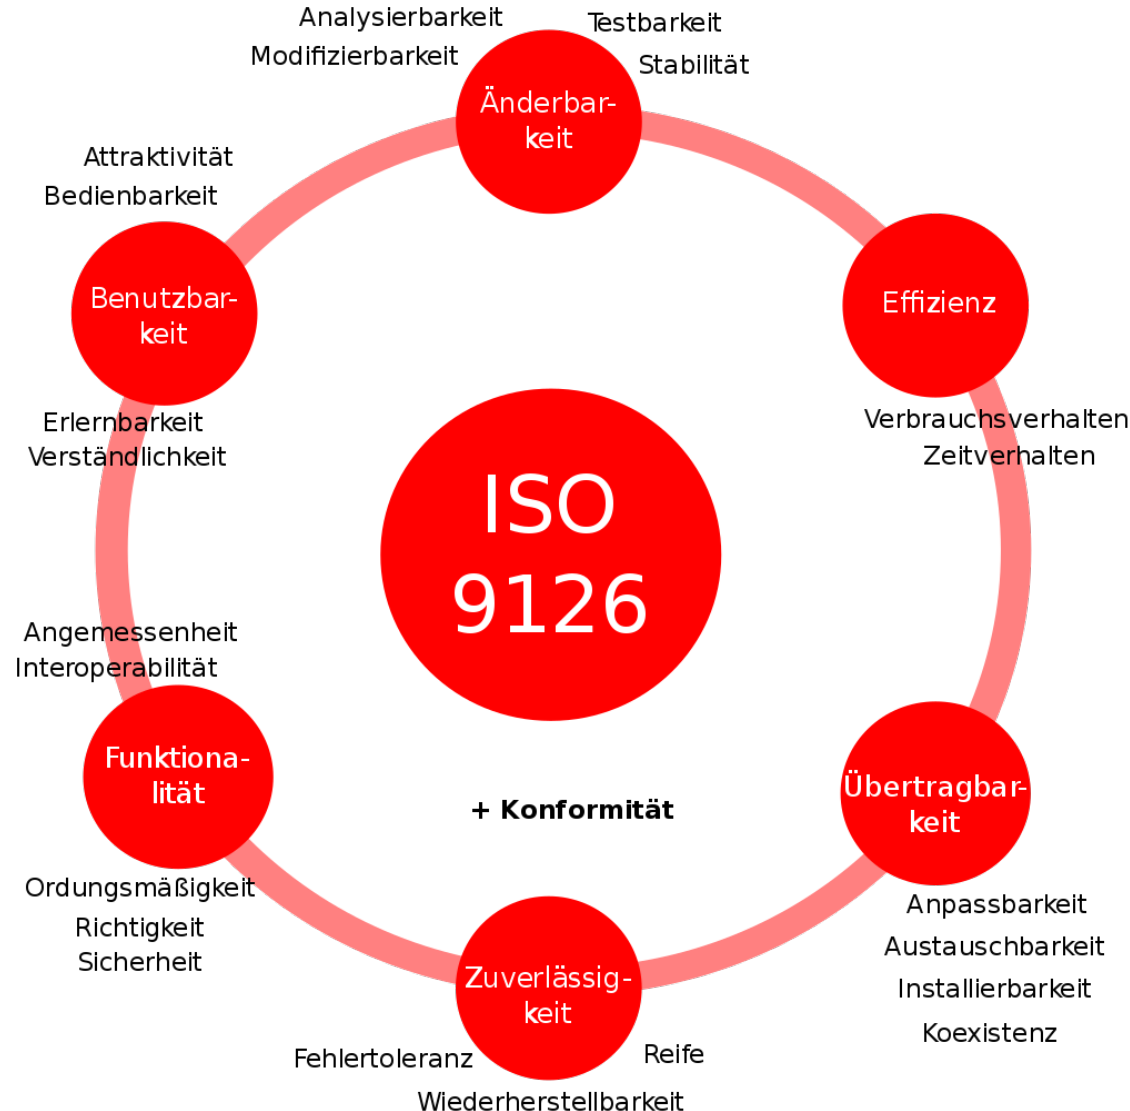 Analysierbarkeit
Testbarkeit
Modifizierbarkeit
Stabilität
Änderbar-
keit
Attraktivität
Bedienbarkeit
Benutzbar-
keit
Erlernbarkeit
Verständlichkeit
Effizienz
Verbrauchsverhalten
Zeitverhalten
ISO
9126
Angemessenheit
Interoperabilität
Funktiona-
lität
Ordungsmäßigkeit
Richtigkeit
Sicherheit
+ Konformität
Übertragbar-
keit
Anpassbarkeit
Austauschbarkeit
Installierbarkeit
Koexistenz
Zuverlässig-
keit
Fehlertoleranz
Reife
Wiederherstellbarkeit